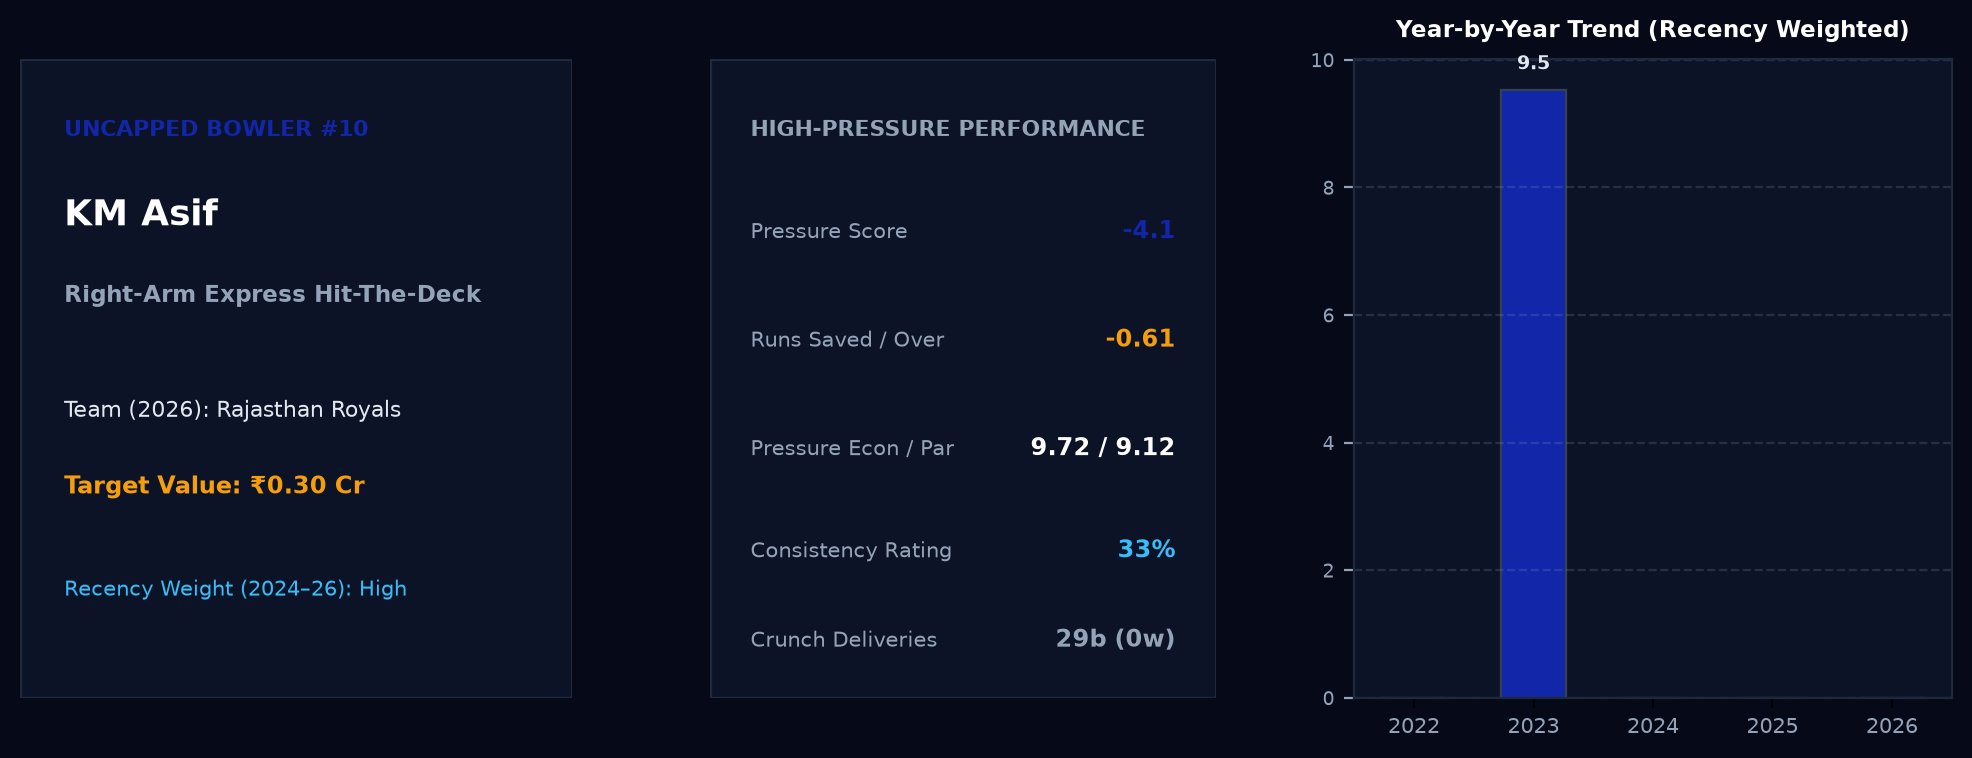 UNCAPPED BOWLER #10
KM Asif
Right-Arm Express Hit-The-Deck
Team (2026): Rajasthan Royals
Target Value: ₹0.30 Cr
Recency Weight (2024–26): High
HIGH-PRESSURE PERFORMANCE
Pressure Score -4.1
Runs Saved / Over -0.61
Pressure Econ / Par 9.72 / 9.12
Consistency Rating 33%
Crunch Deliveries 29b (0w)
Year-by-Year Trend (Recency Weighted)
10
9.5
8
6
4
2
0
2022 2023 2024 2025 2026